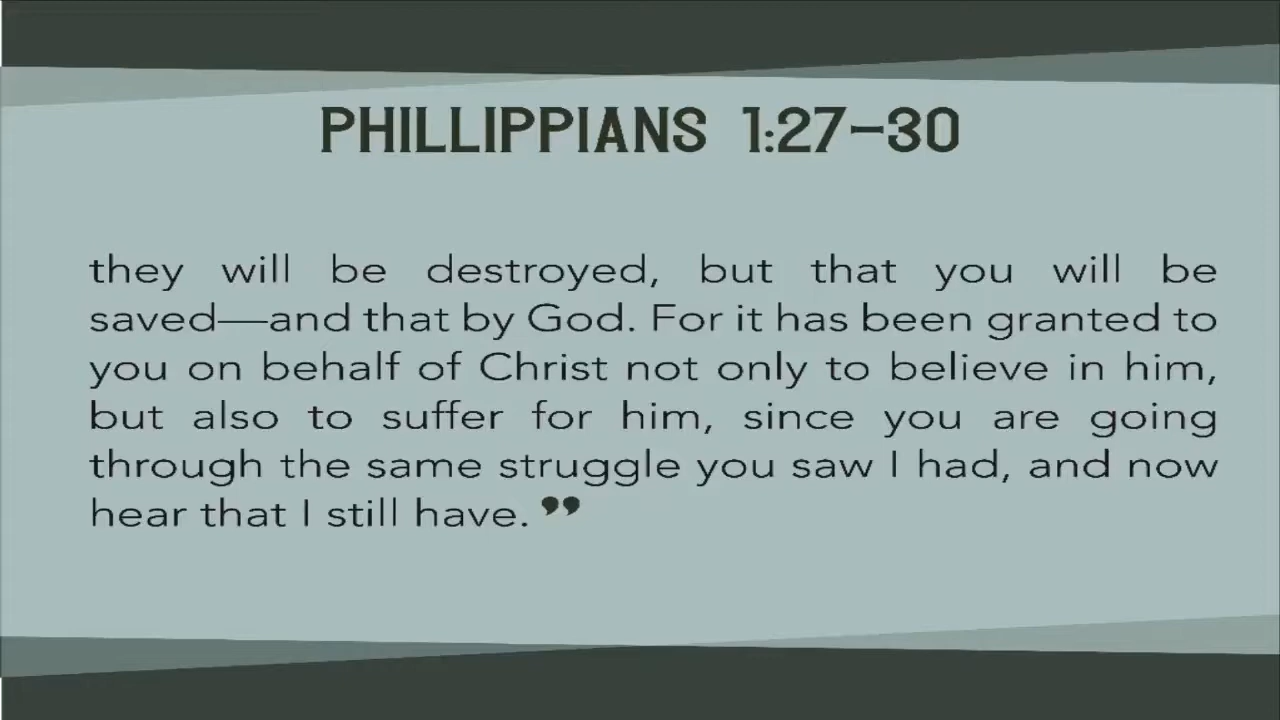 PHILLIPPIANS 1:27–30
they will be destroyed, but that you will be
saved—and that by God. For it has been granted to
you on behalf of Christ not only to believe in him,
but also to suffer for him, since you are going
through the same struggle you saw I had, and now
hear that I still have. ”